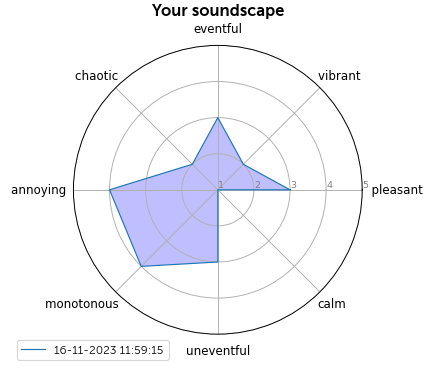 Your soundscape
eventful
chaotic
vibrant
annoying
1
2
3
4
5
pleasant
monotonous
calm
uneventful
16-11-2023 11:59:15